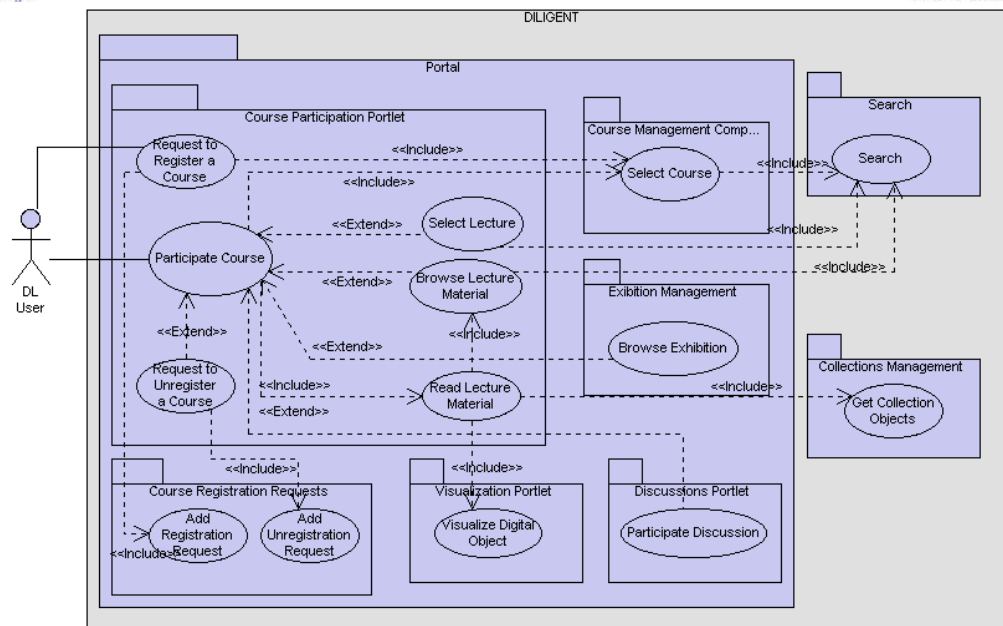 DILIGENT
Portal
Course Participation Portlet
Request to
Register a
Course
<<Include>>
<<Include>>
Course Management Comp...
Select Course
<<Include>>
Search
Search
<<Extend>>
Select Lecture
<<Include>>
Participate Course
<<Extend>>
Browse Lecture
Material
<<Include>>
DL
User
Exibition Management
<<Extend>>
<<Include>>
<<Extend>>
Browse Exhibition
Request to
Unregister
a Course
<<Include>>
<<Extend>>
Read Lecture
Material
<<Include>>
Collections Management
Get Collection
Objects
<<Include>>
<<Include>>
Course Registration Requests
Add
Registration
Request
<<Include>>
Add
Unregistration
Request
Visualization Portlet
Visualize Digital
Object
Discussions Portlet
Participate Discussion